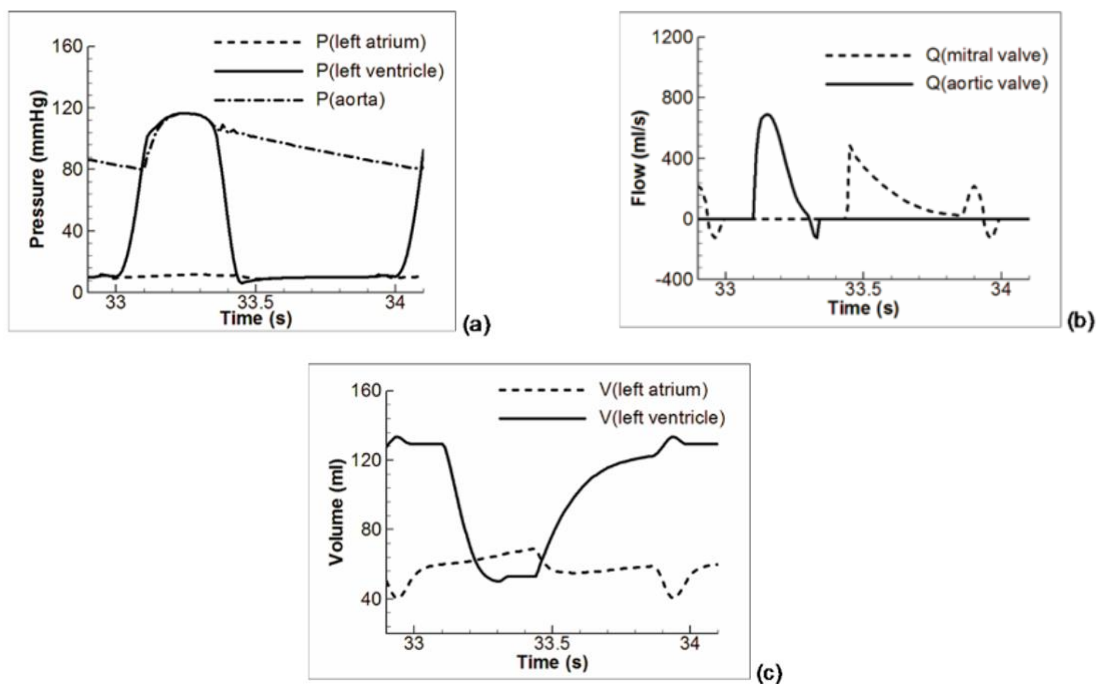 160
120
80
40
0
Pressure (mmHg)
P(left atrium)
P(left ventricle)
P(aorta)
33
33.5
34
Time (s)
(a)
1200
800
400
0
-400
Flow (ml/s)
Q(mitral valve)
Q(aortic valve)
33
33.5
34
Time (s)
(b)
160
120
80
40
Volume (ml)
V(left atrium)
V(left ventricle)
33
33.5
34
Time (s)
(c)